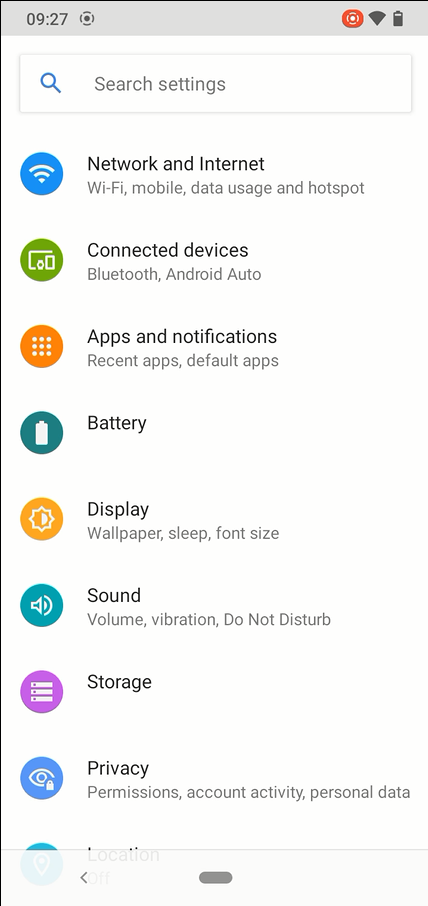 09:27
Search settings
Network and Internet
Wi-Fi, mobile, data usage and hotspot
Connected devices
Bluetooth, Android Auto
Apps and notifications
Recent apps, default apps
Battery
Display
Wallpaper, sleep, font size
Sound
Volume, vibration, Do Not Disturb
Storage
Privacy
Permissions, account activity, personal data
Location
Off